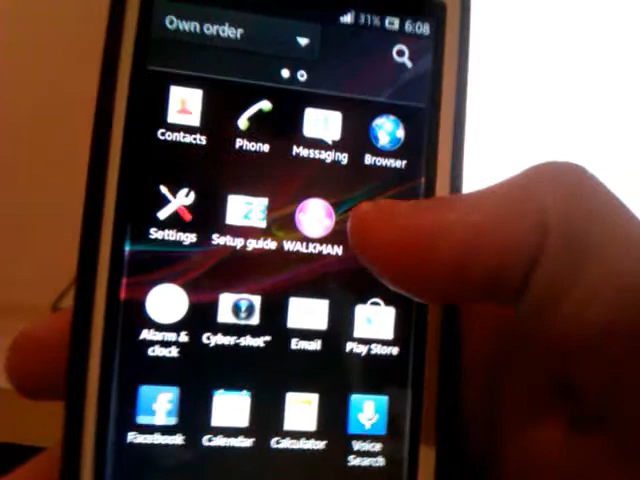 Own order
31%
6:08
Contacts
Phone
Messaging
Browser
Settings
Setup guide
WALKMAN
Alarm &
clock
Cyber-shot™
Email
Play Store
Facebook
Calendar
Calculator
Voice
Search